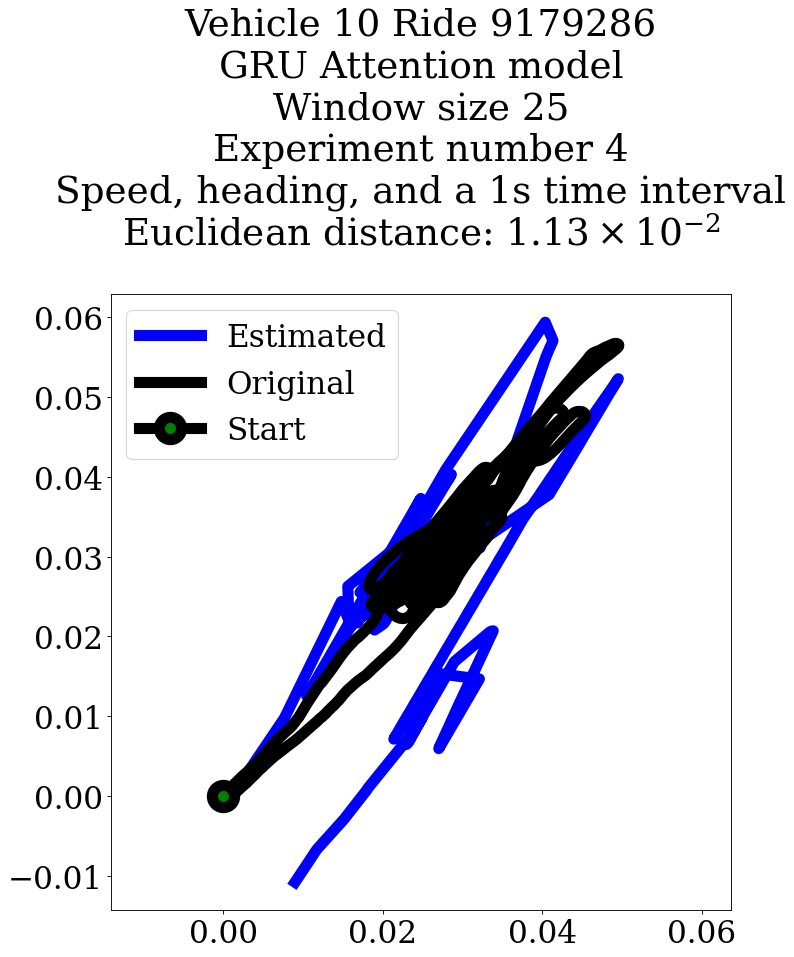 Vehicle 10 Ride 9179286
GRU Attention model
Window size 25
Experiment number 4
Speed, heading, and a 1s time interval
Euclidean distance: 1.13 × 10⁻²
Estimated
Original
Start
0.06
0.05
0.04
0.03
0.02
0.01
0.00
−0.01
0.00 0.02 0.04 0.06